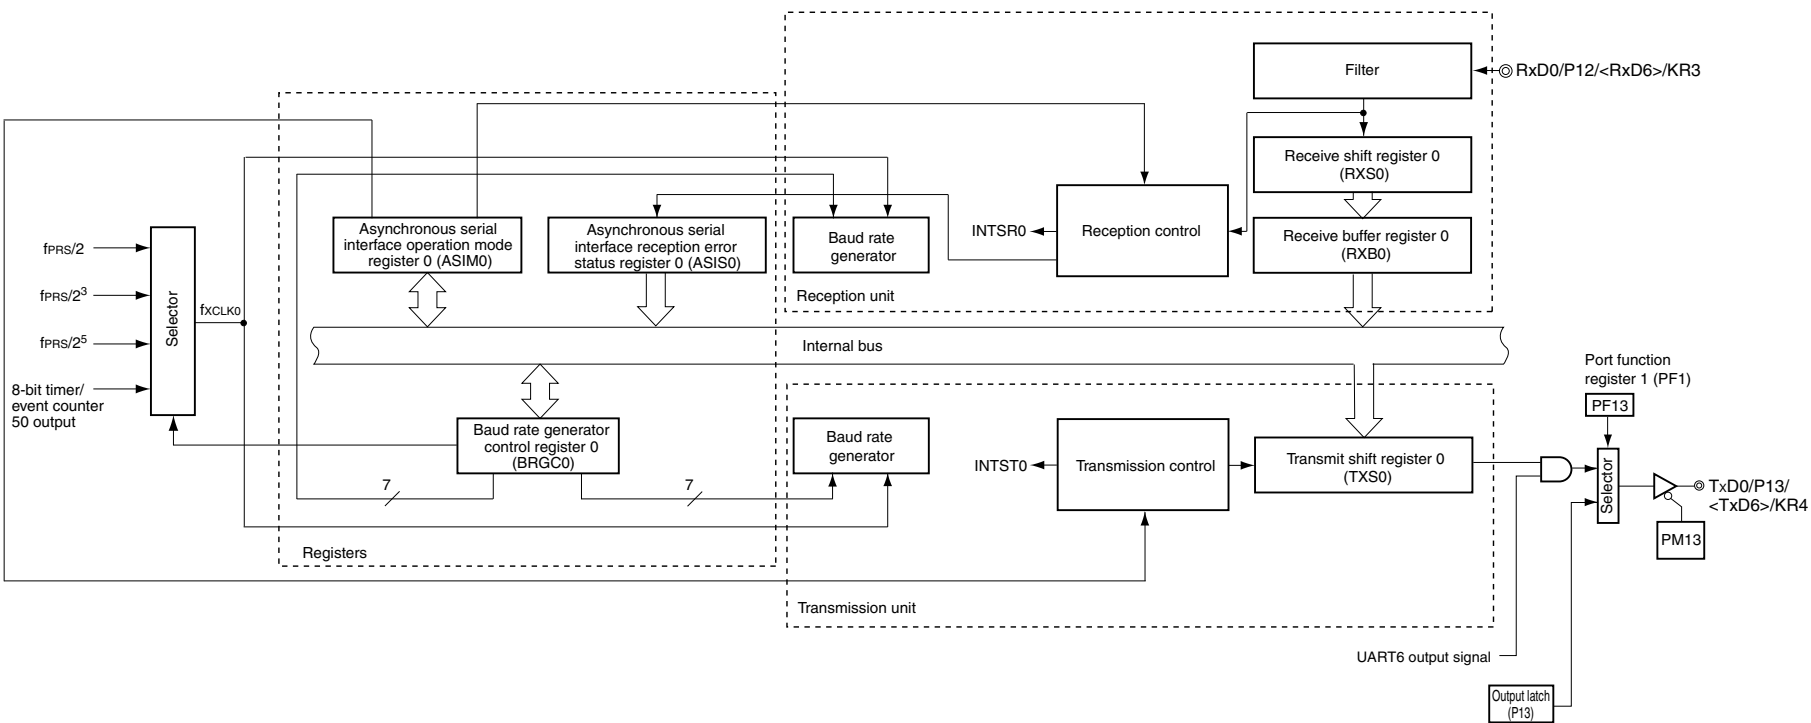 Filter
RxD0/P12/<RxD6>/KR3
Receive shift register 0
(RXS0)
Asynchronous serial
interface operation mode
register 0 (ASIM0)
Asynchronous serial
interface reception error
status register 0 (ASIS0)
Baud rate
generator
INTSR0
Reception control
Receive buffer register 0
(RXB0)
Reception unit
fPRS/2
fPRS/2³
fPRS/2⁵
8-bit timer/
event counter
50 output
Selector
fXCLK0
Internal bus
Port function
register 1 (PF1)
PF13
Baud rate generator
control register 0
(BRGC0)
7
7
Baud rate
generator
INTST0
Transmission control
Transmit shift register 0
(TXS0)
Selector
TxD0/P13/
<TxD6>/KR4
PM13
Registers
Transmission unit
UART6 output signal
Output latch
(P13)